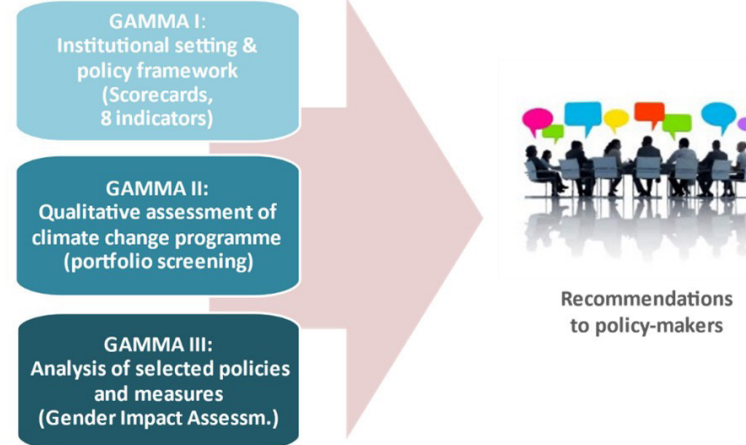 GAMMA I:
Institutional setting &
policy framework
(Scorecards,
8 indicators)
GAMMA II:
Qualitative assessment of
climate change programme
(portfolio screening)
GAMMA III:
Analysis of selected policies
and measures
(Gender Impact Assessm.)
Recommendations
to policy-makers